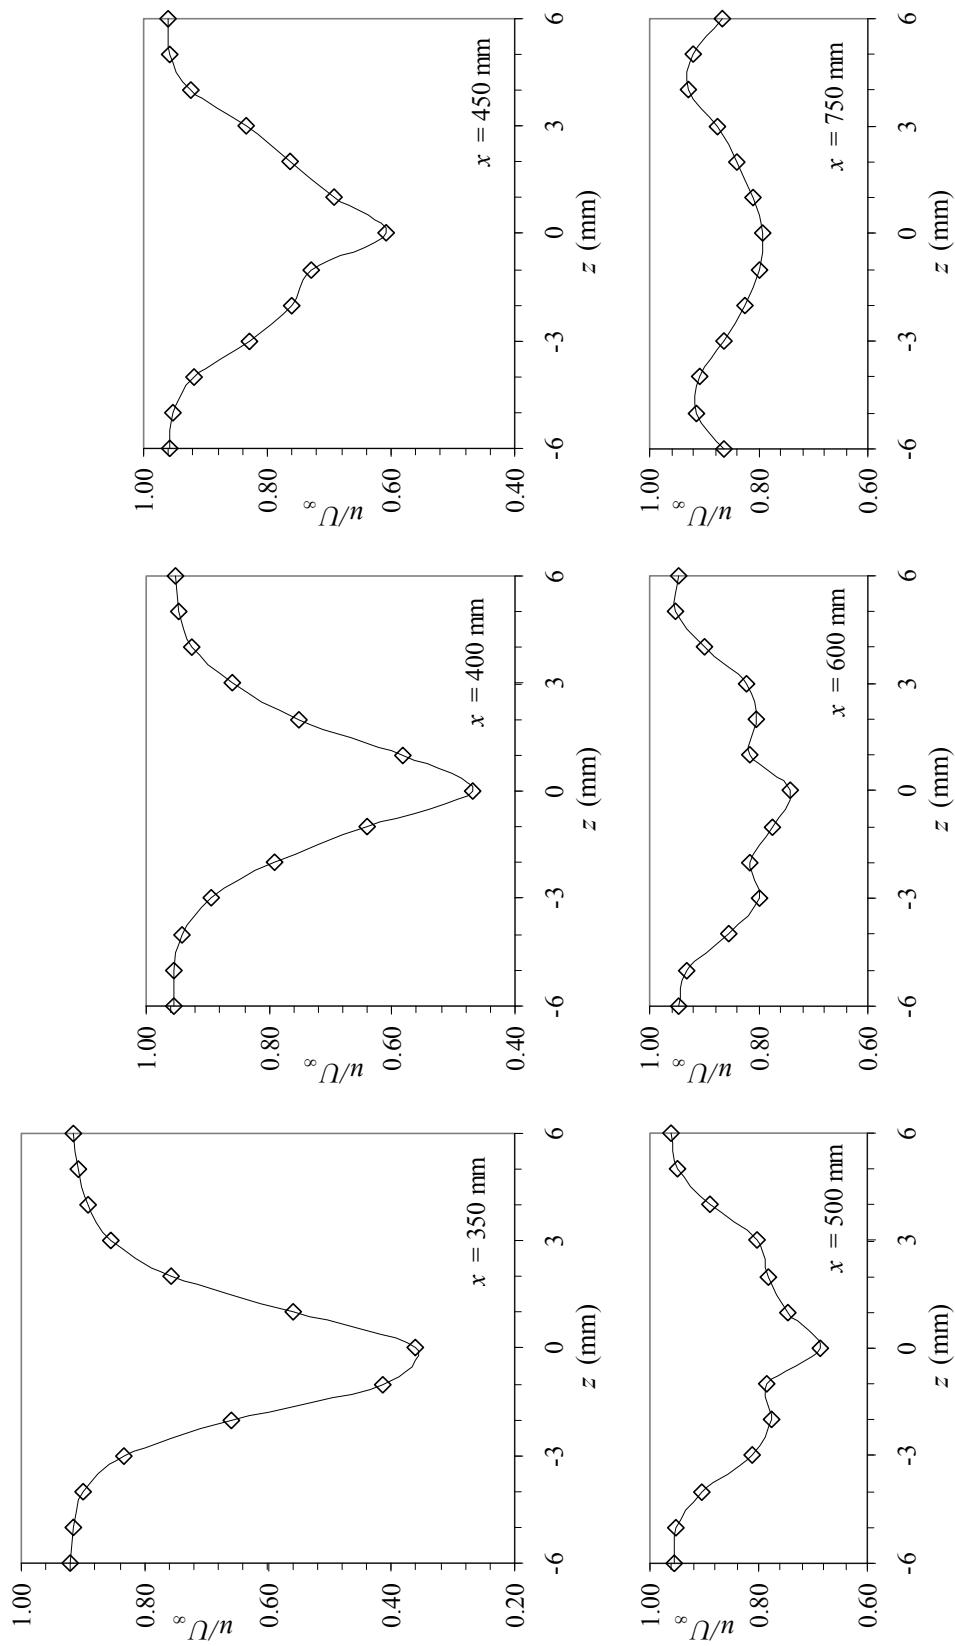 1.00
0.80
0.60
0.40
0.20
u/U∞
-6 -3 0 3 6
z (mm)
x = 350 mm
1.00
0.80
0.60
0.40
u/U∞
-6 -3 0 3 6
z (mm)
x = 400 mm
1.00
0.80
0.60
0.40
u/U∞
-6 -3 0 3 6
z (mm)
x = 450 mm
1.00
0.80
0.60
u/U∞
-6 -3 0 3 6
z (mm)
x = 500 mm
1.00
0.80
0.60
u/U∞
-6 -3 0 3 6
z (mm)
x = 600 mm
1.00
0.80
0.60
u/U∞
-6 -3 0 3 6
z (mm)
x = 750 mm